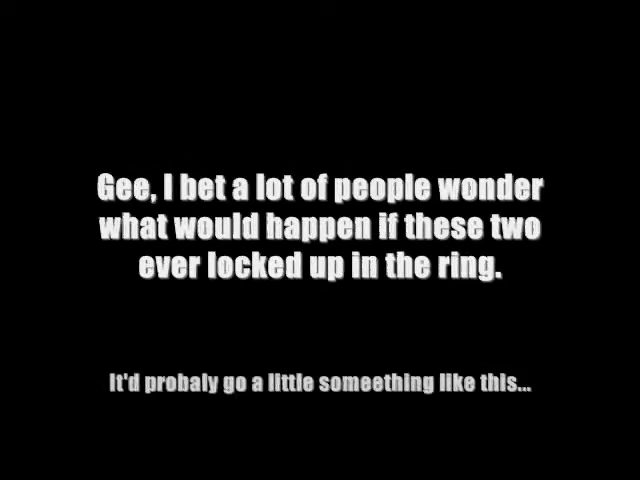 Gee, I bet a lot of people wonder
what would happen if these two
ever locked up in the ring.
It'd probaly go a little someething like this...